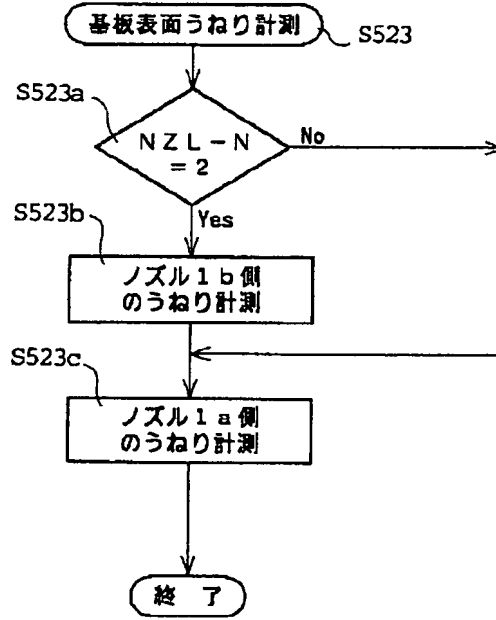 基板表面うねり計測
S523
S523a
NZL-N
=2
No
Yes
S523b
ノズル1b側
のうねり計測
S523c
ノズル1a側
のうねり計測
終了